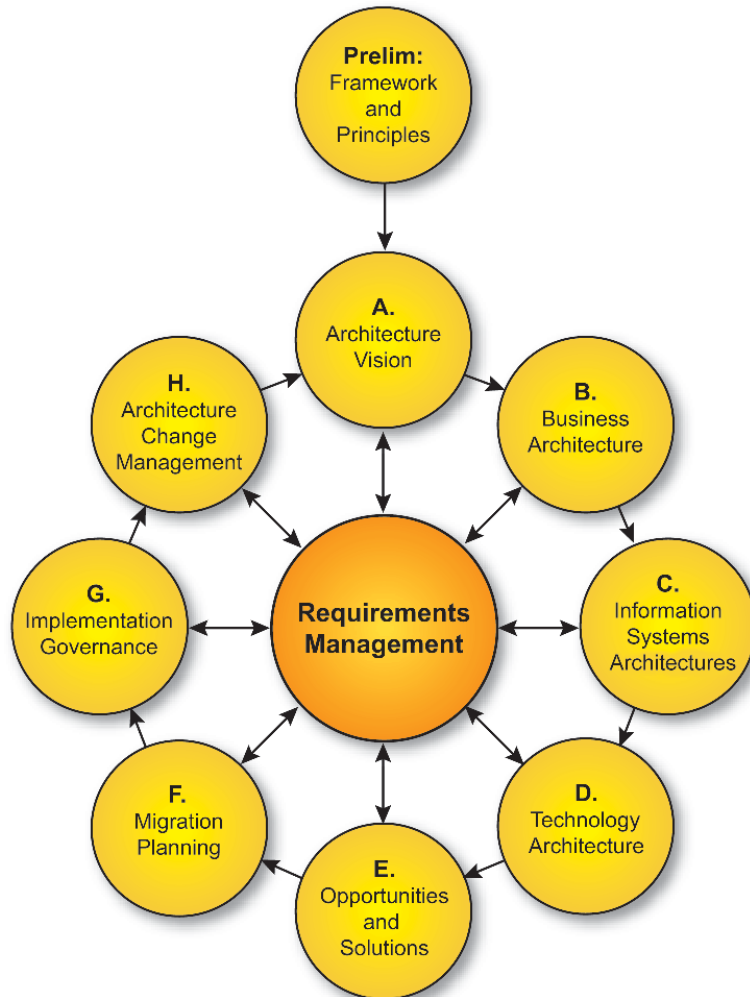 Prelim:
Framework
and
Principles
A.
Architecture
Vision
B.
Business
Architecture
C.
Information
Systems
Architectures
D.
Technology
Architecture
E.
Opportunities
and
Solutions
F.
Migration
Planning
G.
Implementation
Governance
H.
Architecture
Change
Management
Requirements
Management